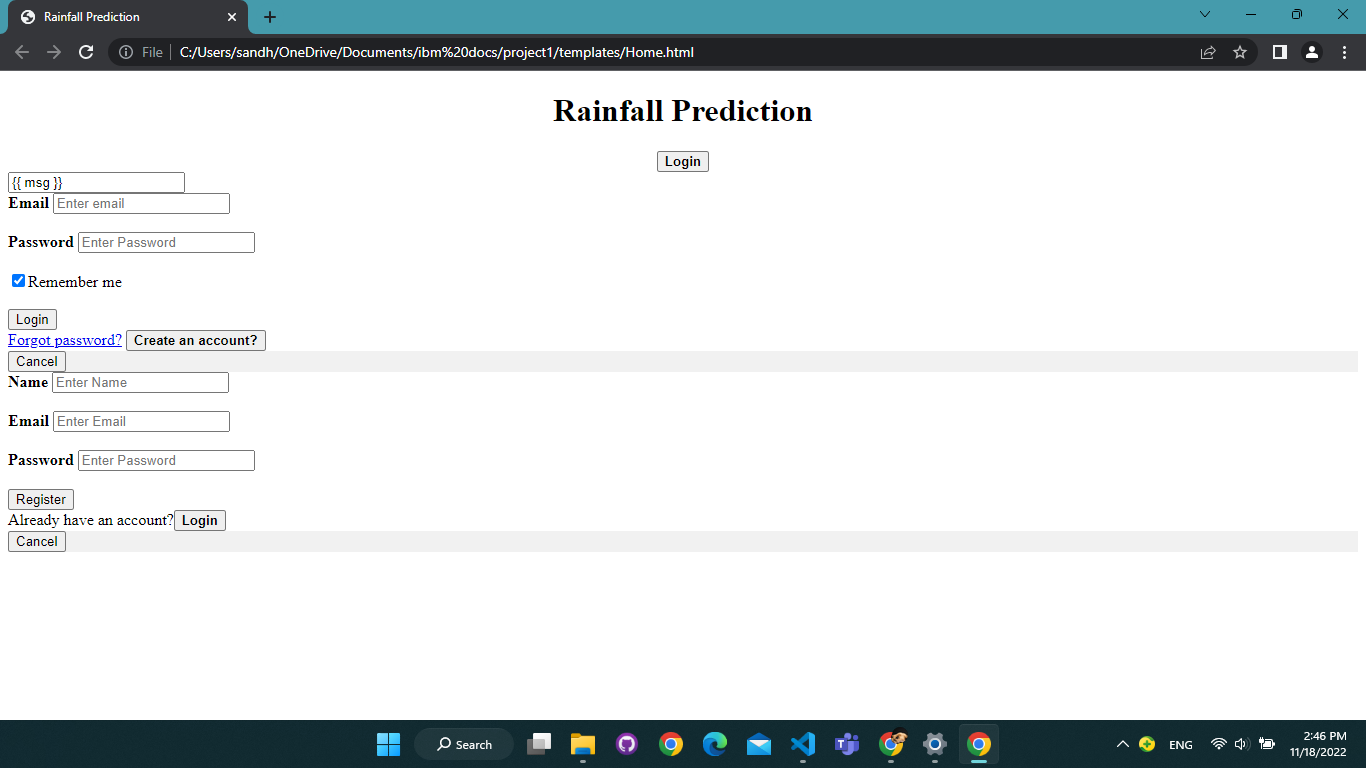 Rainfall Prediction
File C:/Users/sandh/OneDrive/Documents/ibm%20docs/project1/templates/Home.html
Rainfall Prediction
Login
{{ msg }}
Email Enter email
Password Enter Password
Remember me
Login
Forgot password? Create an account?
Cancel
Name Enter Name
Email Enter Email
Password Enter Password
Register
Already have an account? Login
Cancel
Search
ENG
2:46 PM
11/18/2022